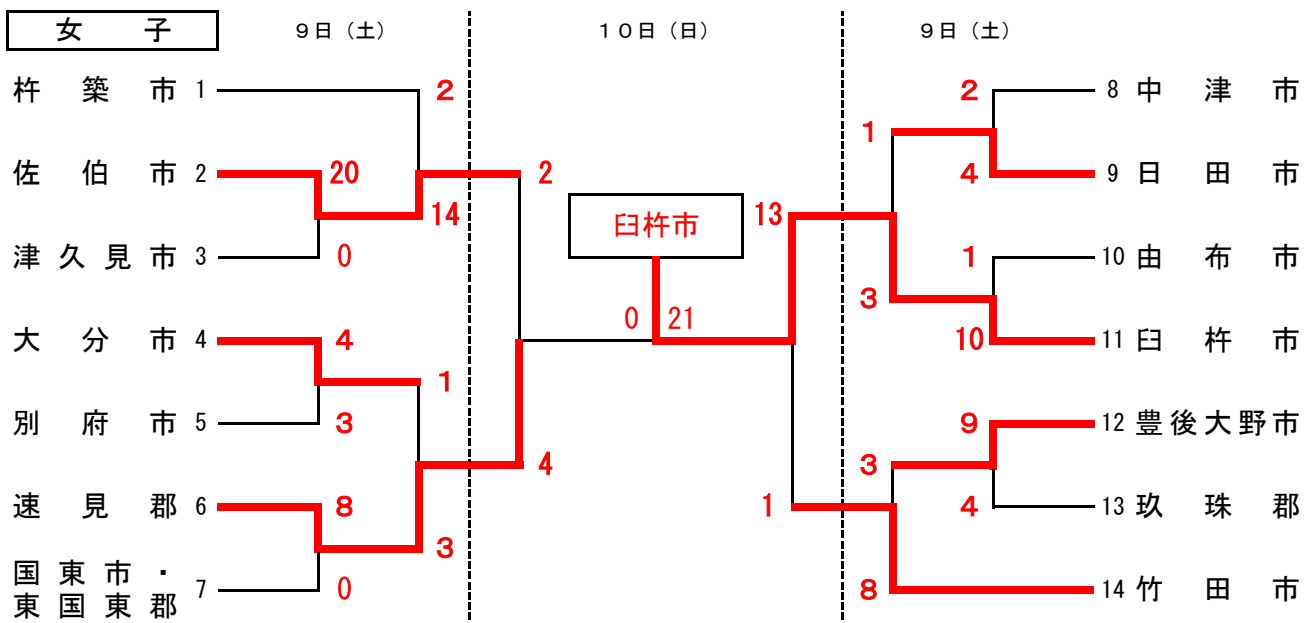 女 子
9日（土）
１０日（日）
9日（土）
杵築市 1
2
佐伯市 2
20
14
津久見市 3
0
大分市 4
4
1
別府市 5
3
速見郡 6
8
3
国東市・
東国東郡 7
0
2
4
臼杵市
0 21
13
1
2
8 中津市
1
4
9 日田市
1
10 由布市
3
10
11 臼杵市
9
12 豊後大野市
3
4
13 玖珠郡
8
14 竹田市